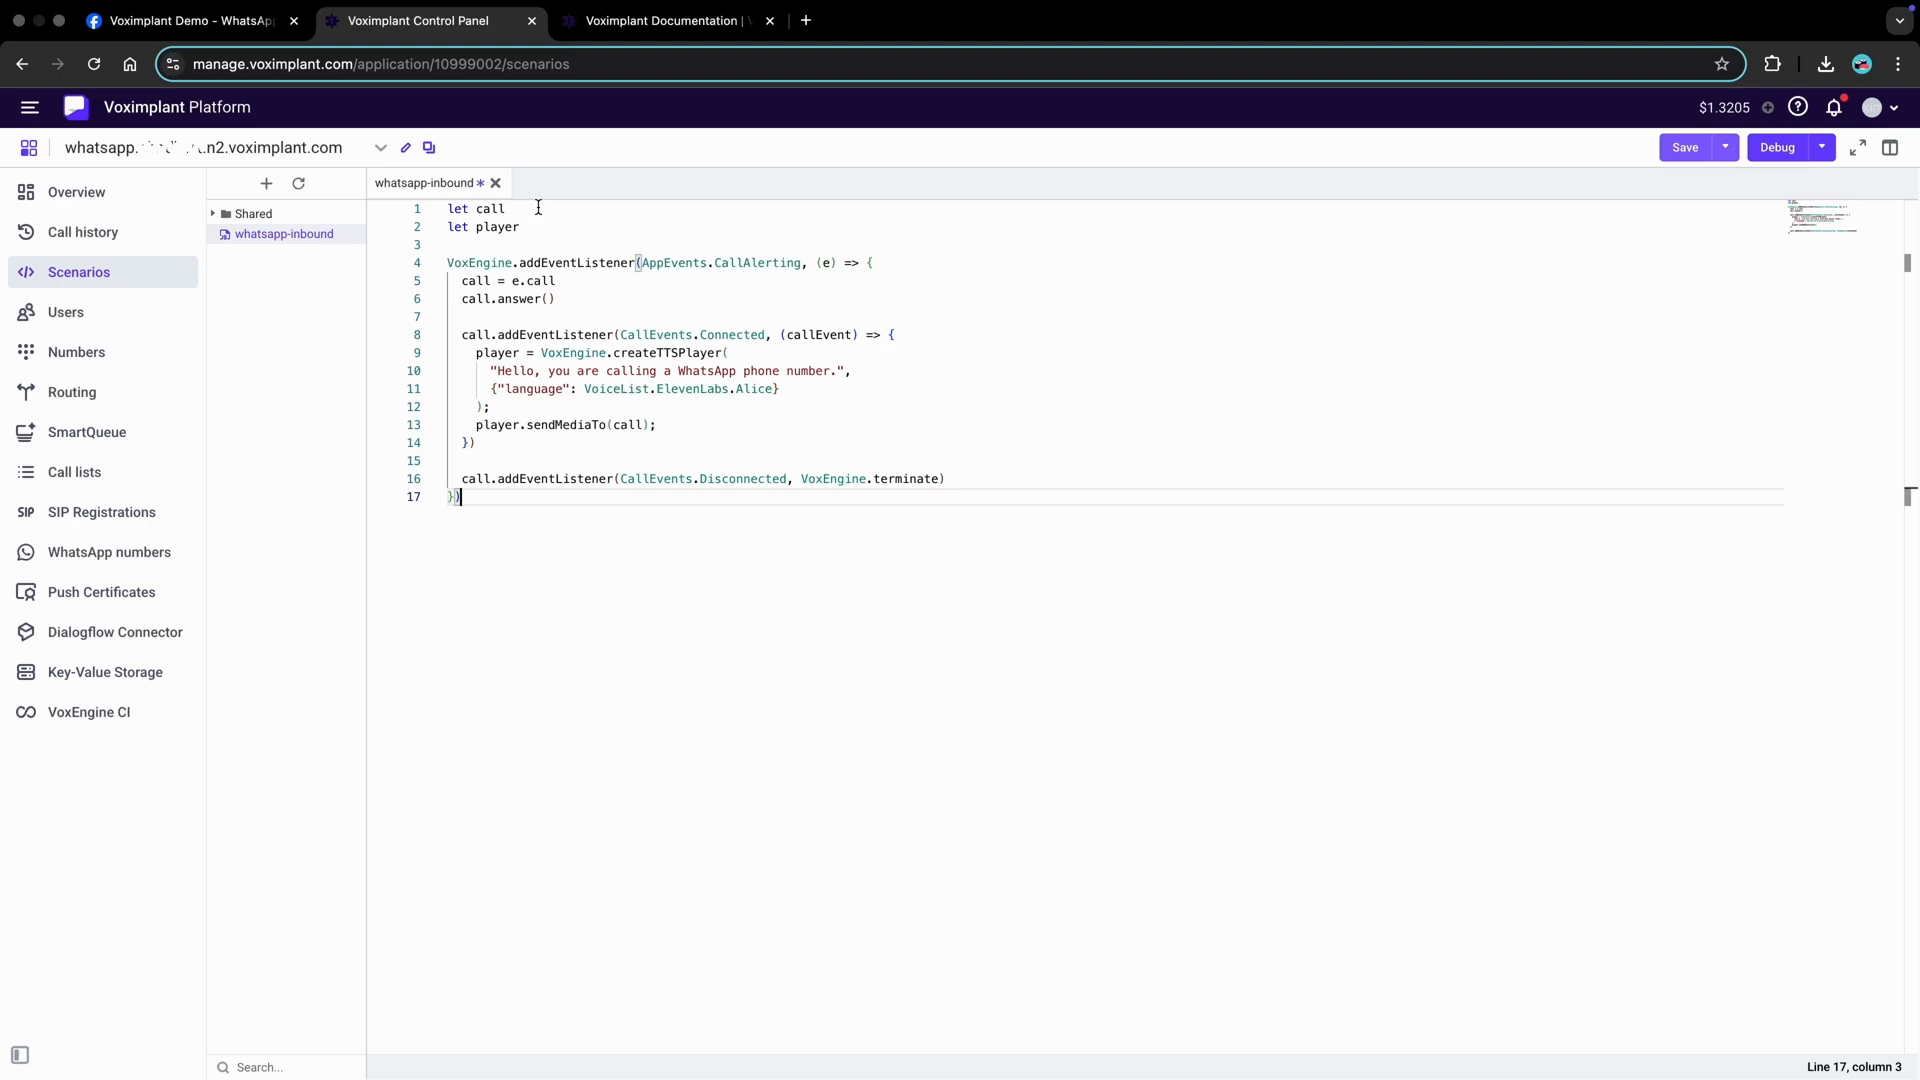 Voximplant Demo - WhatsApp
Voximplant Control Panel
Voximplant Documentation |
manage.voximplant.com/application/10999002/scenarios
Voximplant Platform
$1.3205
whatsapp.
.n2.voximplant.com
Save
Debug
Overview
Call history
Scenarios
Users
Numbers
Routing
SmartQueue
Call lists
SIP SIP Registrations
WhatsApp numbers
Push Certificates
Dialogflow Connector
Key-Value Storage
VoxEngine CI
Shared
whatsapp-inbound
Search...
whatsapp-inbound *
1 let call
2 let player
3
4 VoxEngine.addEventListener(AppEvents.CallAlerting, (e) => {
5 call = e.call
6 call.answer()
7
8 call.addEventListener(CallEvents.Connected, (callEvent) => {
9 player = VoxEngine.createTTSPlayer(
10 "Hello, you are calling a WhatsApp phone number.",
11 {"language": VoiceList.ElevenLabs.Alice}
12 );
13 player.sendMediaTo(call);
14 })
15
16 call.addEventListener(CallEvents.Disconnected, VoxEngine.terminate)
17 })
Line 17, column 3